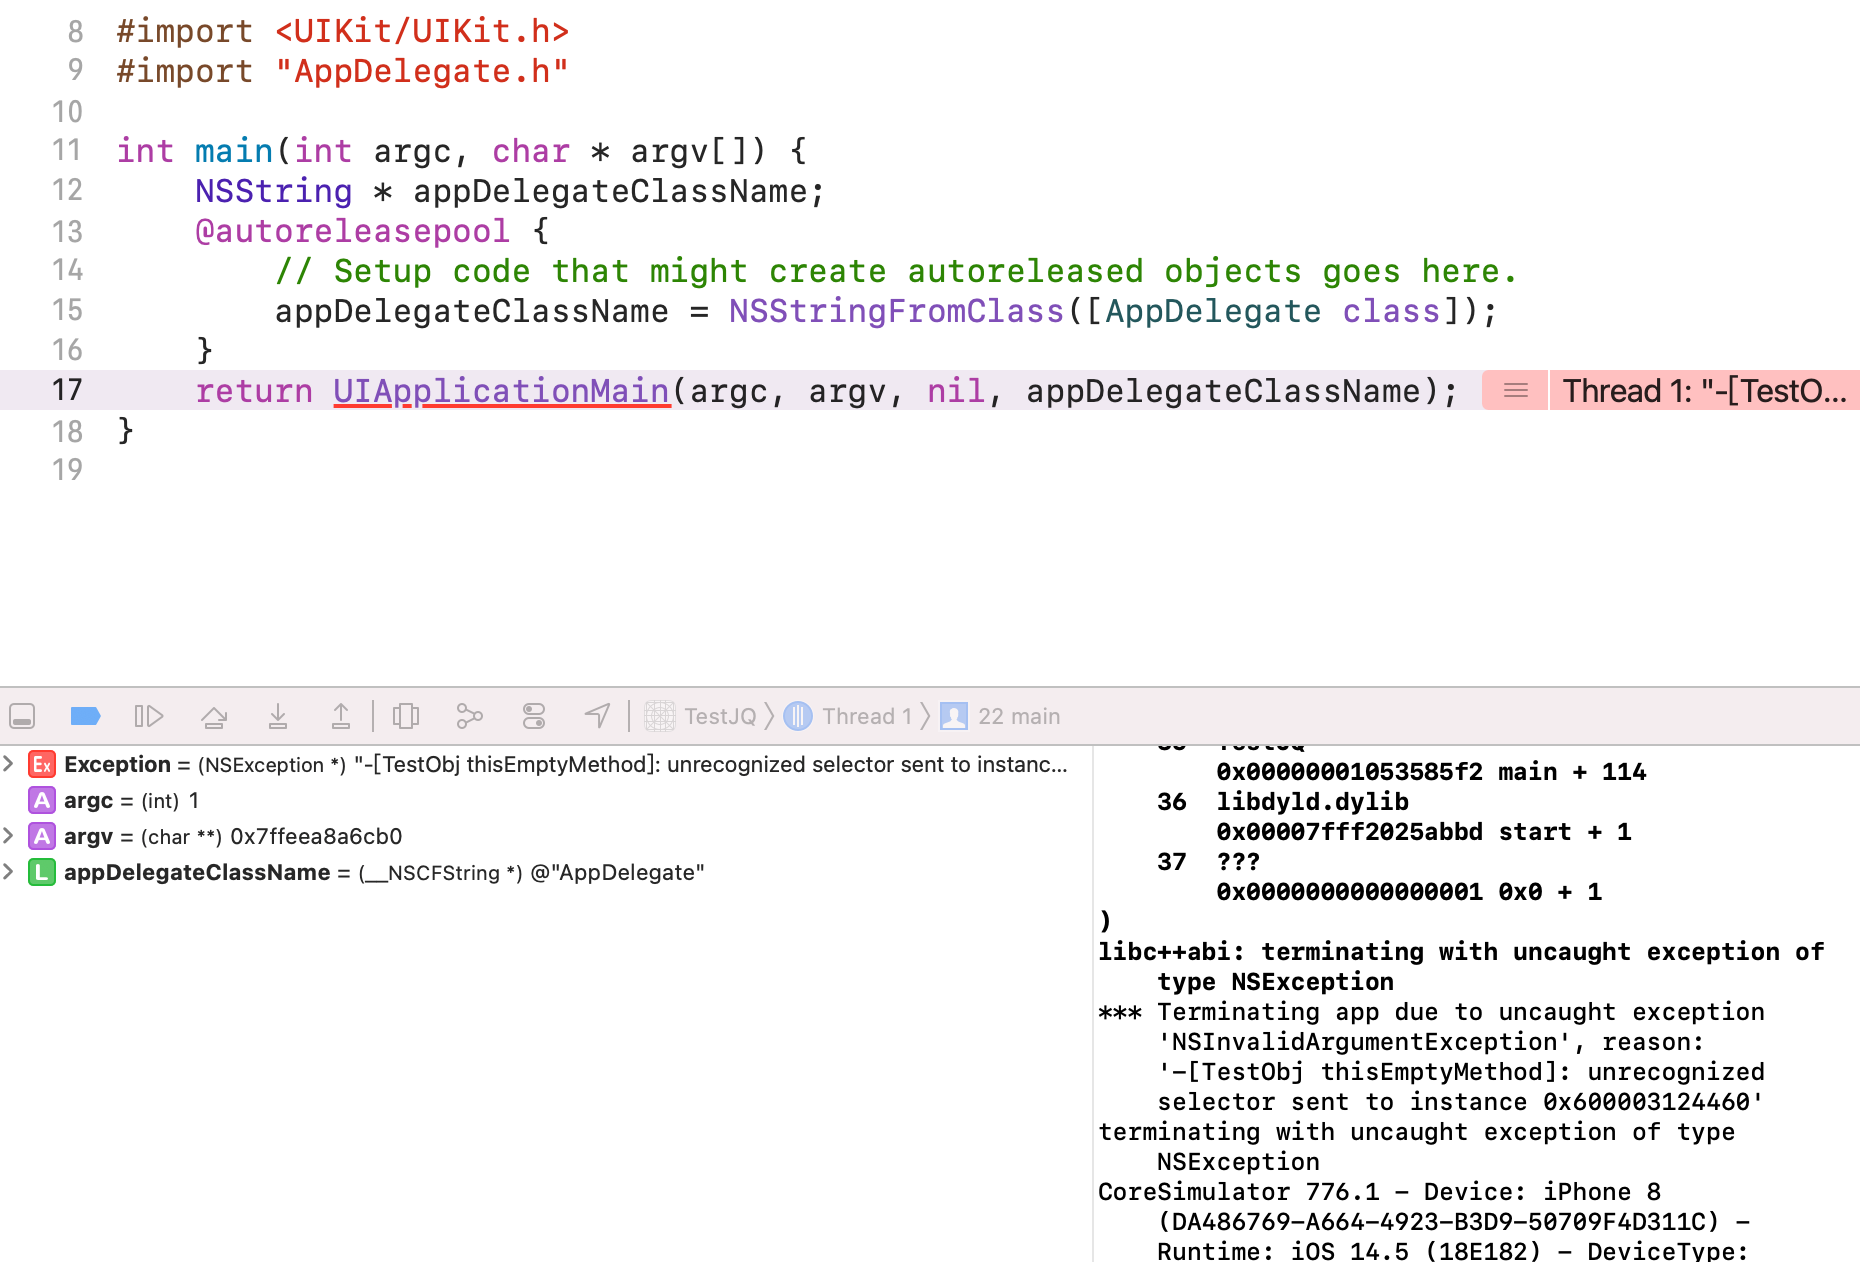 8 #import <UIKit/UIKit.h>
9 #import "AppDelegate.h"
10
11 int main(int argc, char * argv[]) {
12 NSString * appDelegateClassName;
13 @autoreleasepool {
14 // Setup code that might create autoreleased objects goes here.
15 appDelegateClassName = NSStringFromClass([AppDelegate class]);
16 }
17 return UIApplicationMain(argc, argv, nil, appDelegateClassName); Thread 1: "-[TestO...
18 }
19
TestJQ Thread 1 22 main
Ex Exception = (NSException *) "-[TestObj thisEmptyMethod]: unrecognized selector sent to instanc...
A argc = (int) 1
A argv = (char **) 0x7ffeea8a6cb0
L appDelegateClassName = (__NSCFString *) @"AppDelegate"
0x00000001053585f2 main + 114
36 libdyld.dylib
0x00007fff2025abbd start + 1
37 ???
0x0000000000000001 0x0 + 1
)
libc++abi: terminating with uncaught exception of
type NSException
*** Terminating app due to uncaught exception
'NSInvalidArgumentException', reason:
'-[TestObj thisEmptyMethod]: unrecognized
selector sent to instance 0x600003124460'
terminating with uncaught exception of type
NSException
CoreSimulator 776.1 - Device: iPhone 8
(DA486769-A664-4923-B3D9-50709F4D311C) -
Runtime: iOS 14.5 (18E182) - DeviceType: